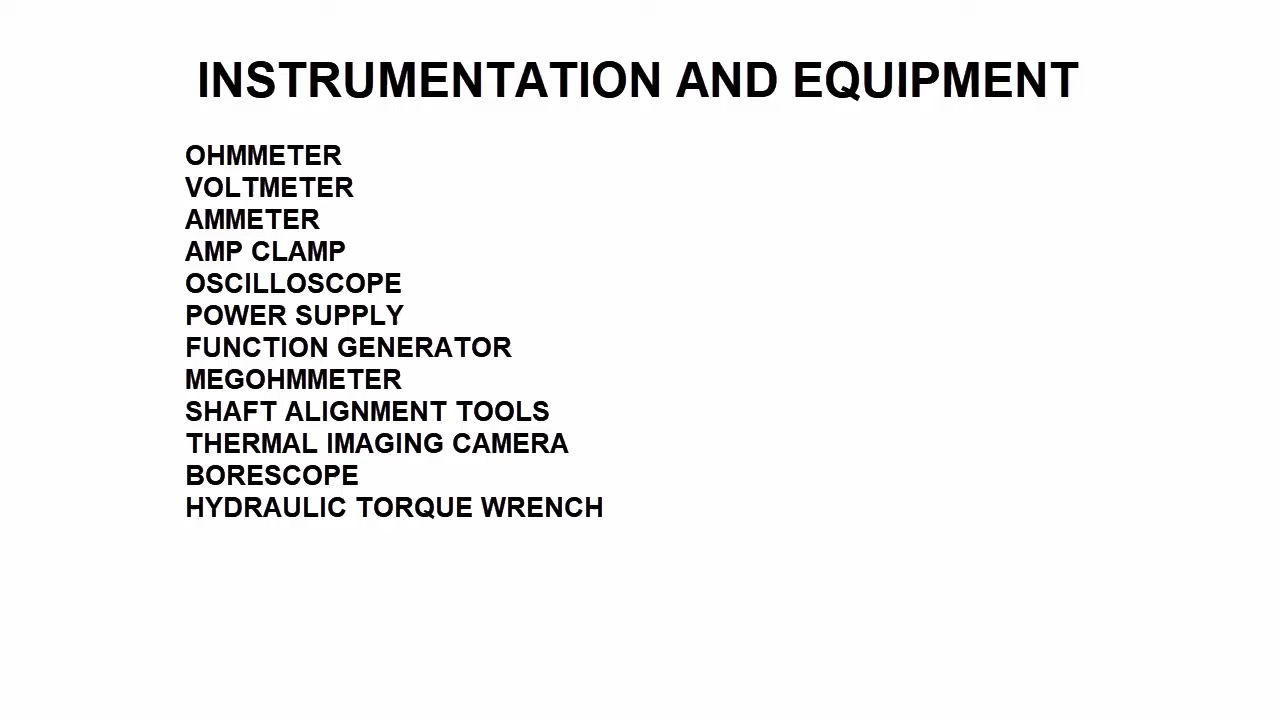 INSTRUMENTATION AND EQUIPMENT
OHMMETER
VOLTMETER
AMMETER
AMP CLAMP
OSCILLOSCOPE
POWER SUPPLY
FUNCTION GENERATOR
MEGOHMMETER
SHAFT ALIGNMENT TOOLS
THERMAL IMAGING CAMERA
BORESCOPE
HYDRAULIC TORQUE WRENCH